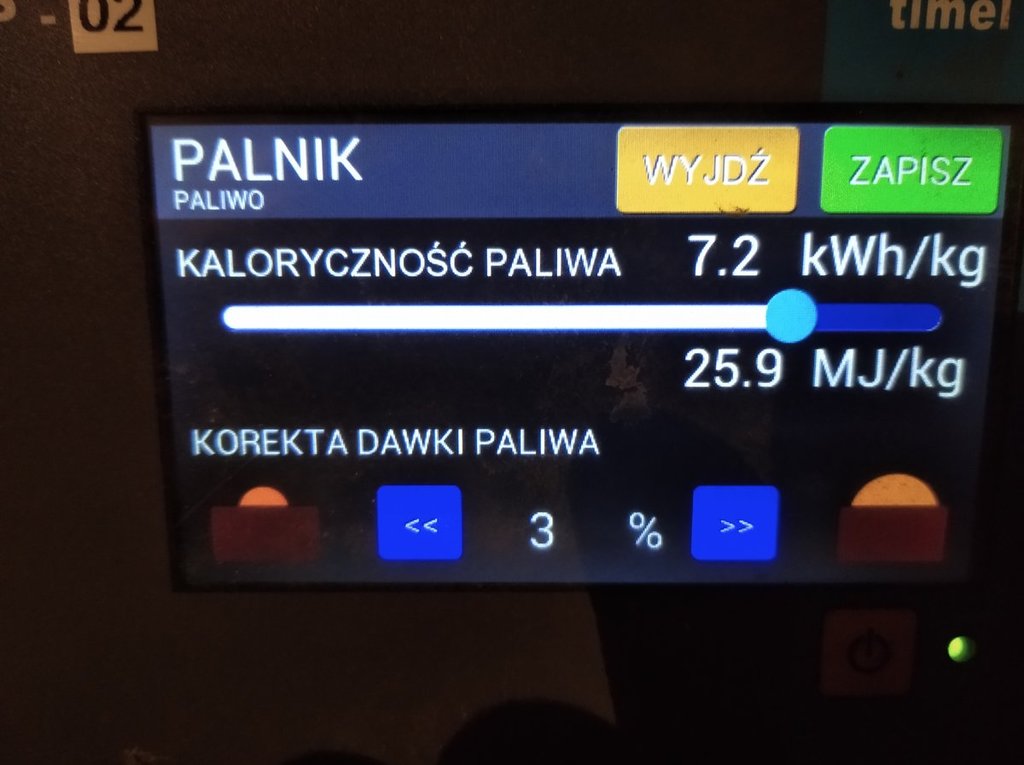 - 02
PALNIK
PALIWO
WYJDŹ
ZAPISZ
KALORYCZNOŚĆ PALIWA 7.2 kWh/kg
25.9 MJ/kg
KOREKTA DAWKI PALIWA
<< 3 % >>